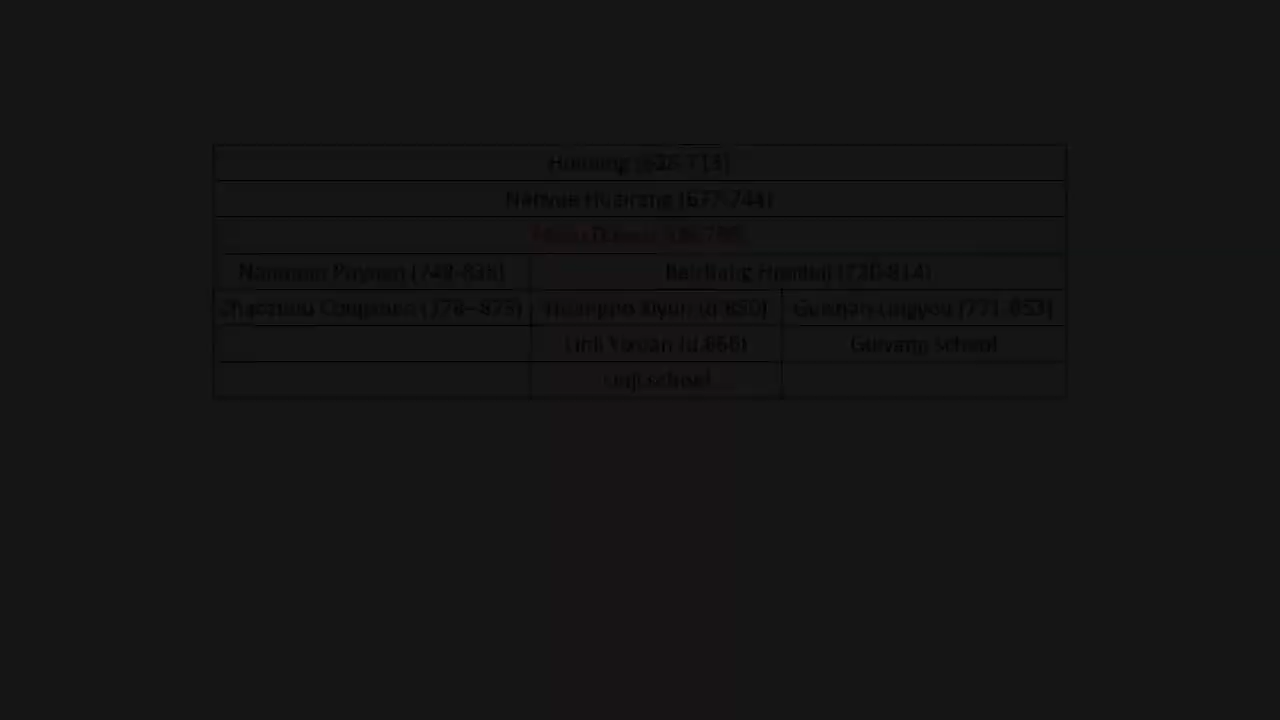 Huineng (638-713)
Nanyue Huairang (677-744)
Nanquan Puyuan (748-835) Baizhang Huaihai (720-814)
Zhaozhou Congshen (778–897) Huangbo Xiyun (d.850) Guishan Lingyou (771-853)
Linji Yixuan (d.866) Guiyang school
Linji school